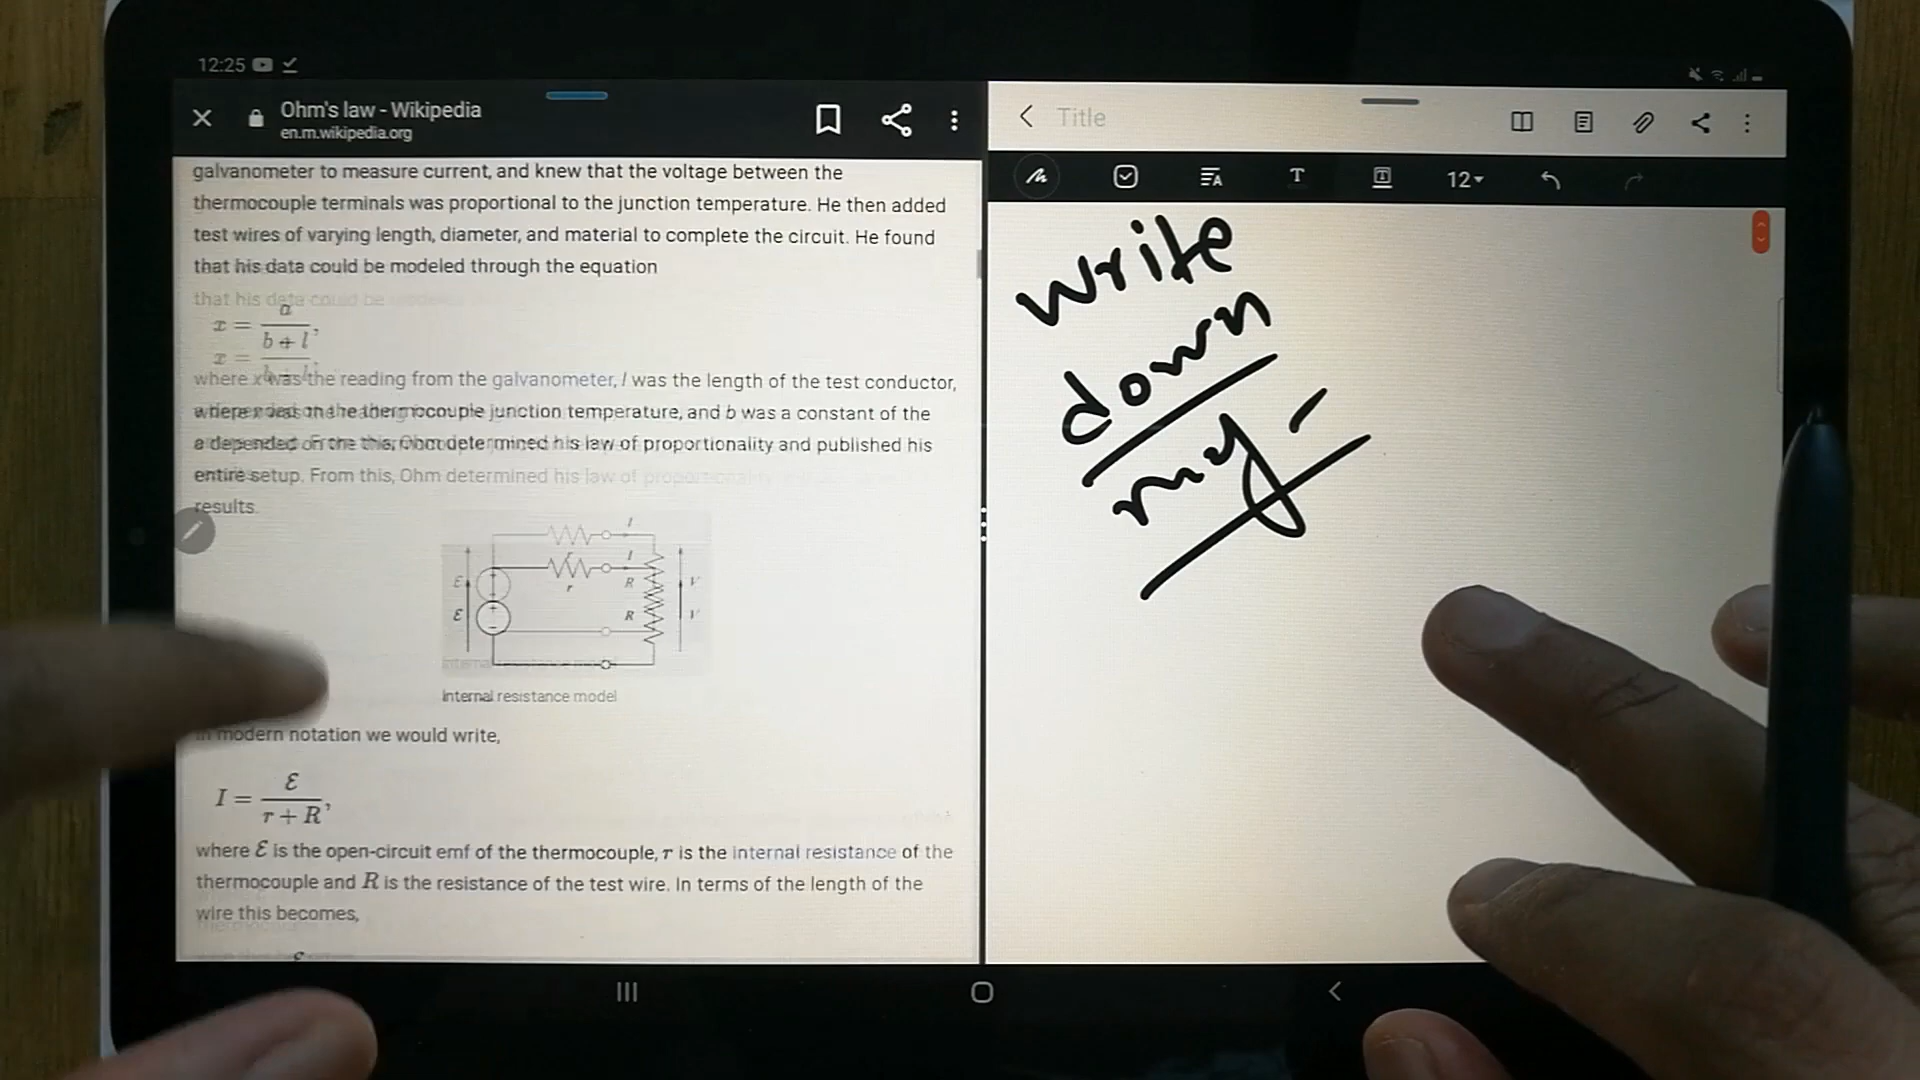 12:25
Ohm's law - Wikipedia
en.m.wikipedia.org
galvanometer to measure current, and knew that the voltage between the
thermocouple terminals was proportional to the junction temperature. He then added
test wires of varying length, diameter, and material to complete the circuit. He found
that his data could be modeled through the equation
x = a / (b + l),
where x was the reading from the galvanometer, l was the length of the test conductor,
a depended on the thermocouple junction temperature, and b was a constant of the
entire setup. From this, Ohm determined his law of proportionality and published his
results.
I
r
ε
R
V
Internal resistance model
In modern notation we would write,
I = ε / (r + R),
where ε is the open-circuit emf of the thermocouple, r is the internal resistance of the
thermocouple and R is the resistance of the test wire. In terms of the length of the
wire this becomes,
Title
12
write
down
my